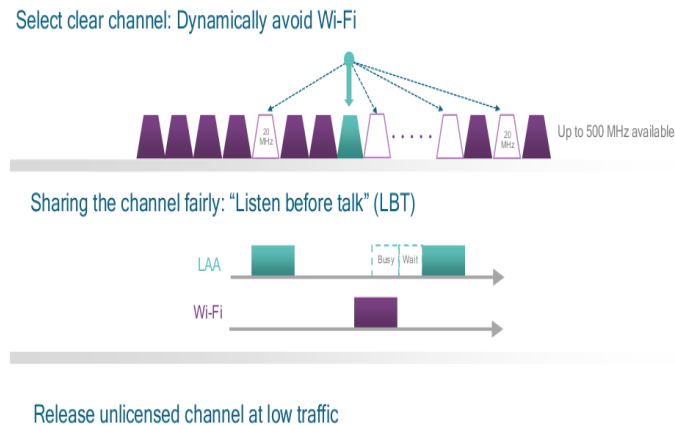 Select clear channel: Dynamically avoid Wi-Fi
20
MHz
20
MHz
Up to 500 MHz available
Sharing the channel fairly: “Listen before talk” (LBT)
LAA
Busy
Wait
Wi-Fi
Release unlicensed channel at low traffic